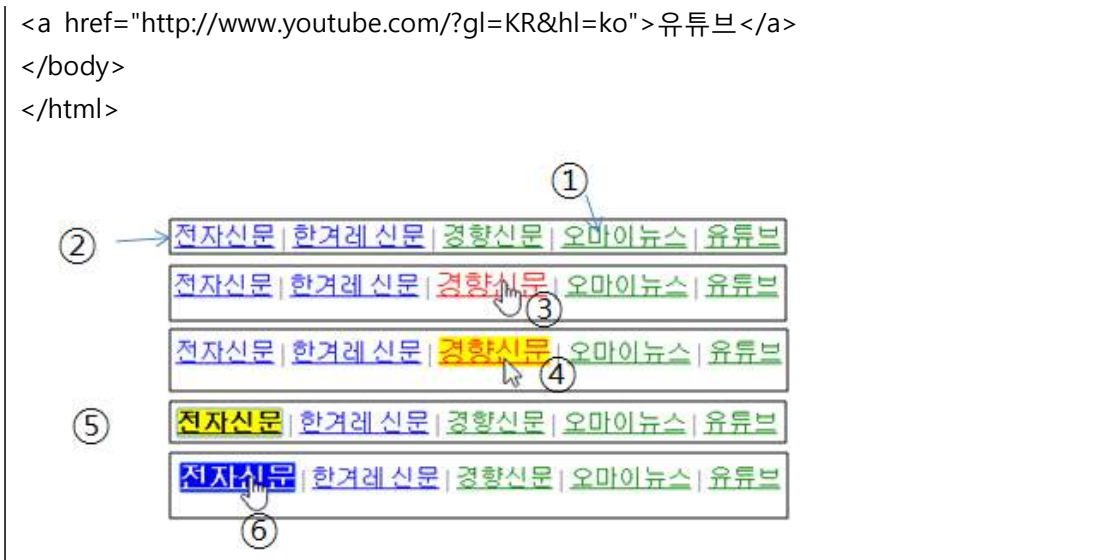 <a href="http://www.youtube.com/?gl=KR&hl=ko">유튜브</a>
</body>
</html>
①
② 전자신문 | 한겨레 신문 | 경향신문 | 오마이뉴스 | 유튜브
전자신문 | 한겨레 신문 | 경향신문 | 오마이뉴스 | 유튜브
③
전자신문 | 한겨레 신문 | 경향신문 | 오마이뉴스 | 유튜브
④
⑤ 전자신문 | 한겨레 신문 | 경향신문 | 오마이뉴스 | 유튜브
전자신문 | 한겨레 신문 | 경향신문 | 오마이뉴스 | 유튜브
⑥